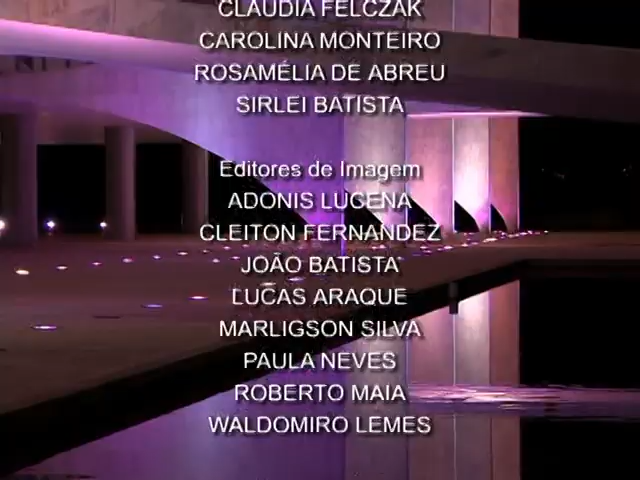 CLAUDIA FELCZAK
CAROLINA MONTEIRO
ROSAMÉLIA DE ABREU
SIRLEI BATISTA
Editores de Imagem
ADONIS LUCENA
CLEITON FERNANDEZ
JOÃO BATISTA
LUCAS ARAQUE
MARLIGSON SILVA
PAULA NEVES
ROBERTO MAIA
WALDOMIRO LEMES